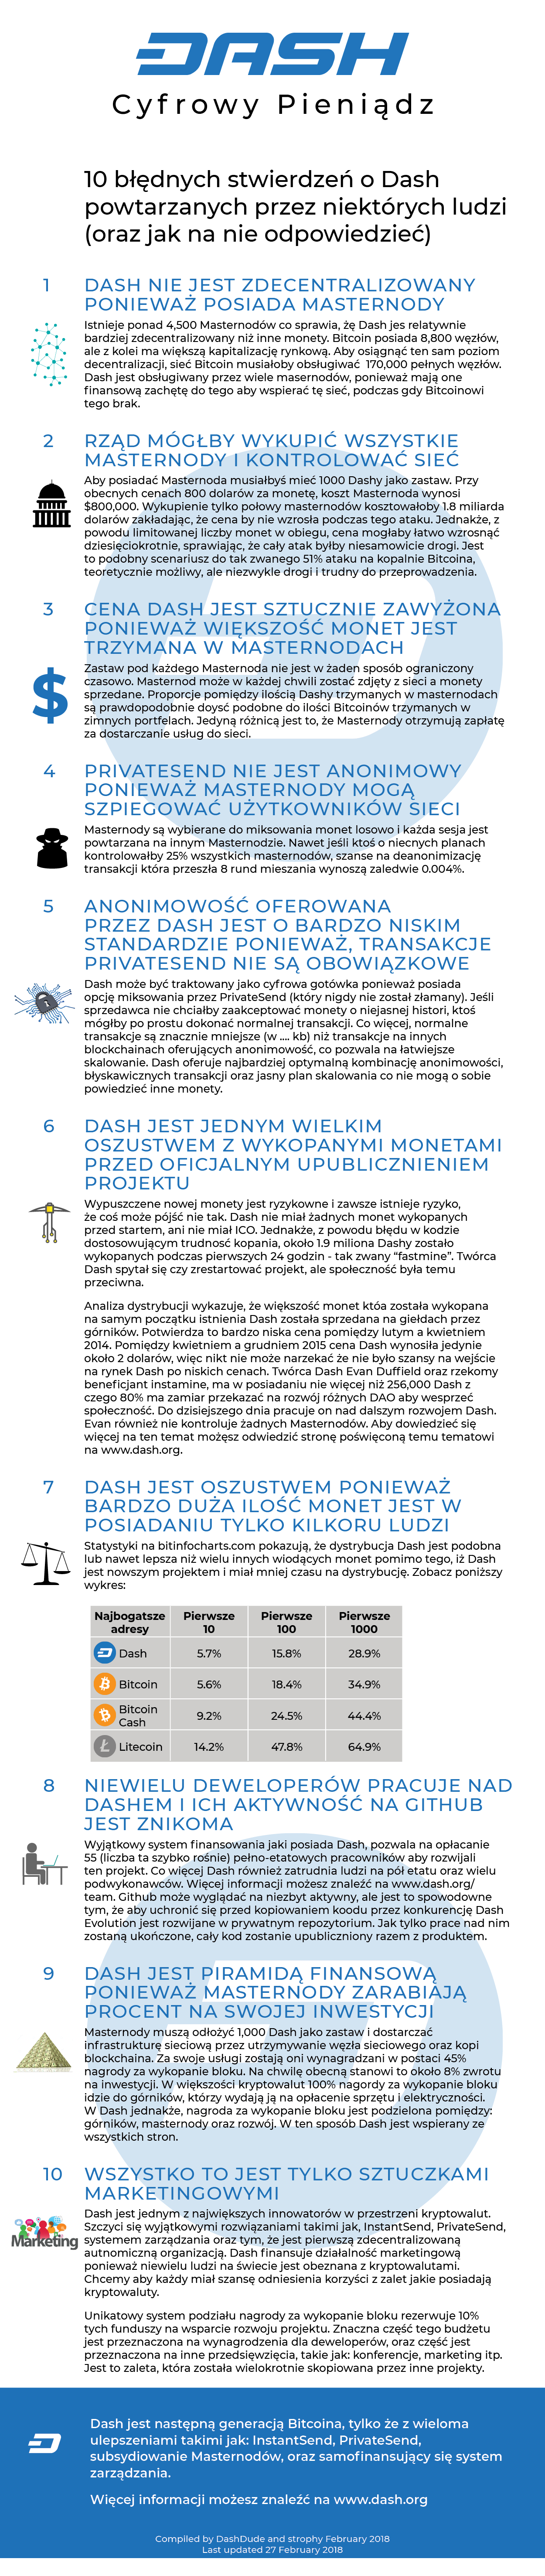 DASH
Cyfrowy Pieniądz
10 błędnych stwierdzeń o Dash
powtarzanych przez niektórych ludzi
(oraz jak na nie odpowiedzieć)
1
DASH NIE JEST ZDECENTRALIZOWANY
PONIEWAŻ POSIADA MASTERNODY
Istnieje ponad 4,500 Masternodów co sprawia, żę Dash jes relatywnie
bardziej zdecentralizowany niż inne monety. Bitcoin posiada 8,800 węzłów,
ale z kolei ma większą kapitalizację rynkową. Aby osiągnąć ten sam poziom
decentralizacji, sieć Bitcoin musiałaby obsługiwać 170,000 pełnych węzłów.
Dash jest obsługiwany przez wiele masernodów, ponieważ mają one
finansową zachętę do tego aby wspierać tę sieć, podczas gdy Bitcoinowi
tego brak.
2
RZĄD MÓGŁBY WYKUPIĆ WSZYSTKIE
MASTERNODY I KONTROLOWAĆ SIEĆ
Aby posiadać Masternoda musiałbyś mieć 1000 Dashy jako zastaw. Przy
obecnych cenach 800 dolarów za monetę, koszt Masternoda wynosi
$800,000. Wykupienie tylko połowy masternodów kosztowałoby 1.8 miliarda
dolarów zakładając, że cena by nie wzrosła podczas tego ataku. Jednakże, z
powodu limitowanej liczby monet w obiegu, cena mogłaby łatwo wzrosnąć
dziesięciokrotnie, sprawiając, że cały atak byłby niesamowicie drogi. Jest
to podobny scenariusz do tak zwanego 51% ataku na kopalnie Bitcoina,
teoretycznie możliwy, ale niezwykle drogi i trudny do przeprowadzenia.
3
CENA DASH JEST SZTUCZNIE ZAWYŻONA
PONIEWAŻ WIĘKSZOŚĆ MONET JEST
TRZYMANA W MASTERNODACH
Zastaw pod każdego Masternoda nie jest w żaden sposób ograniczony
czasowo. Masternod może w każdej chwili zostać zdjęty z sieci a monety
sprzedane. Proporcje pomiędzy ilością Dashy trzymanych w masternodach
są prawdopodobnie dosyć podobne do ilości Bitcoinów trzymanych w
zimnych portfelach. Jedyną różnicą jest to, że Masternody otrzymują zapłatę
za dostarczanie usług do sieci.
4
PRIVATESEND NIE JEST ANONIMOWY
PONIEWAŻ MASTERNODY MOGĄ
SZPIEGOWAĆ UŻYTKOWNIKÓW SIECI
Masternody są wybierane do miksowania monet losowo i każda sesja jest
powtarzana na innym Masternodzie. Nawet jeśli ktoś o niecnych planach
kontrolowałby 25% wszystkich masternodów, szanse na deanonimizację
transakcji która przeszła 8 rund mieszania wynoszą zaledwie 0.004%.
5
ANONIMOWOŚĆ OFEROWANA
PRZEZ DASH JEST O BARDZO NISKIM
STANDARDZIE PONIEWAŻ, TRANSAKCJE
PRIVATESEND NIE SĄ OBOWIĄZKOWE
Dash może być traktowany jako cyfrowa gotówka ponieważ posiada
opcję miksowania przez PrivateSend (który nigdy nie został złamany). Jeśli
sprzedawca nie chciałby zaakceptować monety o niejasnej histori, ktoś
mógłby po prostu dokonać normalnej transakcji. Co więcej, normalne
transakcje są znacznie mniejsze (w .... kb) niż transakcje na innych
blockchainach oferujących anonimowość, co pozwala na łatwiejsze
skalowanie. Dash oferuje najbardziej optymalną kombinację anonimowości,
błyskawicznych transakcji oraz jasny plan skalowania co nie mogą o sobie
powiedzieć inne monety.
6
DASH JEST JEDNYM WIELKIM
OSZUSTWEM Z WYKOPANYMI MONETAMI
PRZED OFICJALNYM UPUBLICZNIENIEM
PROJEKTU
Wypuszczone nowej monety jest ryzykowne i zawsze istnieje ryzyko,
że coś może pójść nie tak. Dash nie miał żadnych monet wykopanych
przed startem, ani nie miał ICO. Jednakże, z powodu błędu w kodzie
dostosowującym trudność kopania, około 1.9 miliona Dashy zostało
wykopanych podczas pierwszych 24 godzin - tak zwany “fastmine”. Twórca
Dash spytał się czy zrestartować projekt, ale społeczność była temu
przeciwna.
Analiza dystrybucji wykazuje, że większość monet któa została wykopana
na samym początku istnienia Dash została sprzedana na giełdach przez
górników. Potwierdza to bardzo niska cena pomiędzy lutym a kwietniem
2014. Pomiędzy kwietniem a grudniem 2015 cena Dash wynosiła jedynie
około 2 dolarów, więc nikt nie może narzekać że nie było szansy na wejście
na rynek Dash po niskich cenach. Twórca Dash Evan Duffield oraz rzekomy
beneficjant instamine, ma w posiadaniu nie więcej niż 256,000 Dash z
czego 80% ma zamiar przekazać na rozwój różnych DAO aby wesprzeć
społeczność. Do dzisiejszego dnia pracuje on nad dalszym rozwojem Dash.
Evan również nie kontroluje żadnych Masternodów. Aby dowiedzieć się
więcej na ten temat możęsz odwiedzić stronę poświęconą temu tematowi
na www.dash.org.
7
DASH JEST OSZUSTWEM PONIEWAŻ
BARDZO DUŻA ILOŚĆ MONET JEST W
POSIADANIU TYLKO KILKORU LUDZI
Statystyki na bitinfocharts.com pokazują, że dystrybucja Dash jest podobna
lub nawet lepsza niż wielu innych wiodących monet pomimo tego, iż Dash
jest nowszym projektem i miał mniej czasu na dystrybucję. Zobacz poniższy
wykres:
Najbogatsze adresy Pierwsze 10 Pierwsze 100 Pierwsze 1000
Dash 5.7% 15.8% 28.9%
Bitcoin 5.6% 18.4% 34.9%
Bitcoin Cash 9.2% 24.5% 44.4%
Litecoin 14.2% 47.8% 64.9%
8
NIEWIELU DEWELOPERÓW PRACUJE NAD
DASHEM I ICH AKTYWNOŚĆ NA GITHUB
JEST ZNIKOMA
Wyjątkowy system finansowania jaki posiada Dash, pozwala na opłacanie
55 (liczba ta szybko rośnie) pełno-etatowych pracowników aby rozwijali
ten projekt. Co więcej Dash również zatrudnia ludzi na pół etatu oraz wielu
podwykonawców. Więcej informacji możesz znaleźć na www.dash.org/
team. Github może wyglądać na niezbyt aktywny, ale jest to spowodowne
tym, że aby uchronić się przed kopiowaniem koodu przez konkurencję Dash
Evolution jest rozwijane w prywatnym repozytorium. Jak tylko prace nad nim
zostaną ukończone, cały kod zostanie upubliczniony razem z produktem.
9
DASH JEST PIRAMIDĄ FINANSOWĄ
PONIEWAŻ MASTERNODY ZARABIAJĄ
PROCENT NA SWOJEJ INWESTYCJI
Masternody muszą odłożyć 1,000 Dash jako zastaw i dostarczać
infrastrukturę sieciową przez utrzymywanie węzła sieciowego oraz kopi
blockchaina. Za swoje usługi zostają oni wynagradzani w postaci 45%
nagrody za wykopanie bloku. Na chwilę obecną stanowi to około 8% zwrotu
na inwestycji. W większości kryptowalut 100% nagordy za wykopanie bloku
idzie do górników, którzy wydają ją na opłacenie sprzętu i elektryczności.
W Dash jednakże, nagroda za wykopanie bloku jest podzielona pomiędzy:
górników, masternody oraz rozwój. W ten sposób Dash jest wspierany ze
wszystkich stron.
10
WSZYSTKO TO JEST TYLKO SZTUCZKAMI
MARKETINGOWYMI
Marketing
Dash jest jednym z największych innowatorów w przestrzeni kryptowalut.
Szczyci się wyjątkowymi rozwiązaniami takimi jak, InstantSend, PrivateSend,
systemem zarządzania oraz tym, że jest pierwszą zdecentralizowaną
autnomiczną organizacją. Dash finansuje działalność marketingową
ponieważ niewielu ludzi na świecie jest obeznana z kryptowalutami.
Chcemy aby każdy miał szansę odniesienia korzyści z zalet jakie posiadają
kryptowaluty.
Unikatowy system podziału nagrody za wykopanie bloku rezerwuje 10%
tych funduszy na wsparcie rozwoju projektu. Znaczna część tego budżetu
jest przeznaczona na wynagrodzenia dla deweloperów, oraz część jest
przeznaczona na inne przedsięwzięcia, takie jak: konferencje, marketing itp.
Jest to zaleta, która została wielokrotnie skopiowana przez inne projekty.
Dash jest następną generacją Bitcoina, tylko że z wieloma
ulepszeniami takimi jak: InstantSend, PrivateSend,
subsydiowanie Masternodów, oraz samofinansujący się system
zarządzania.
Więcej informacji możesz znaleźć na www.dash.org
Compiled by DashDude and strophy February 2018
Last updated 27 February 2018